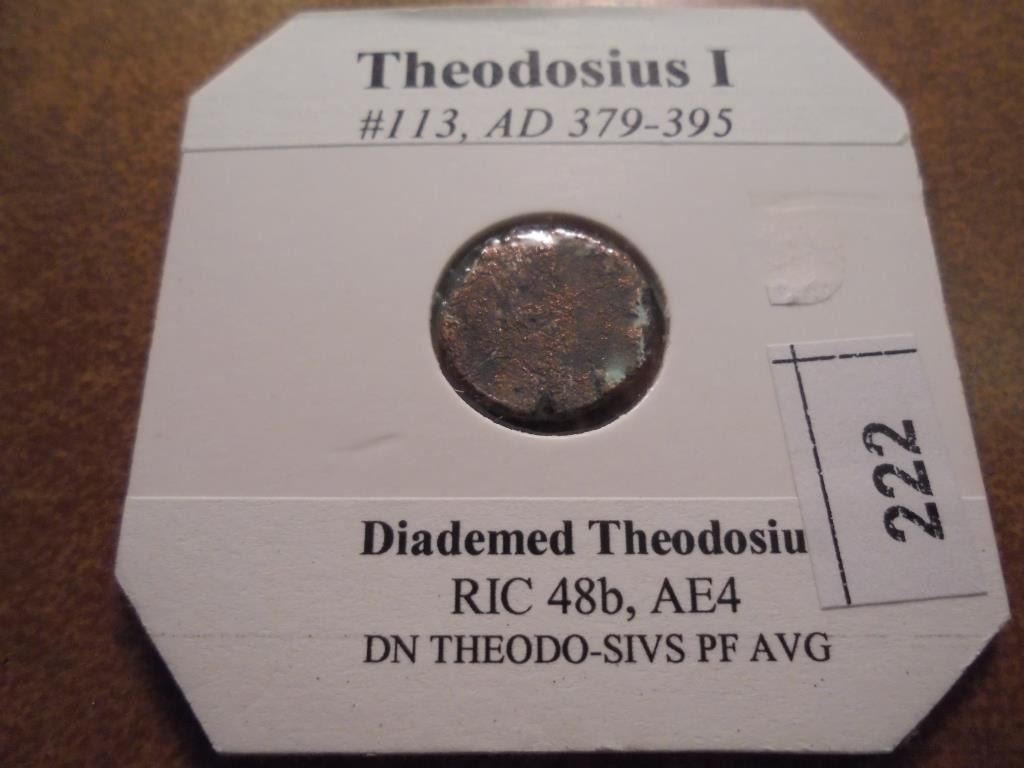 Theodosius I
#113, AD 379-395
222
Diademed Theodosiu
RIC 48b, AE4
DN THEODO-SIVS PF AVG